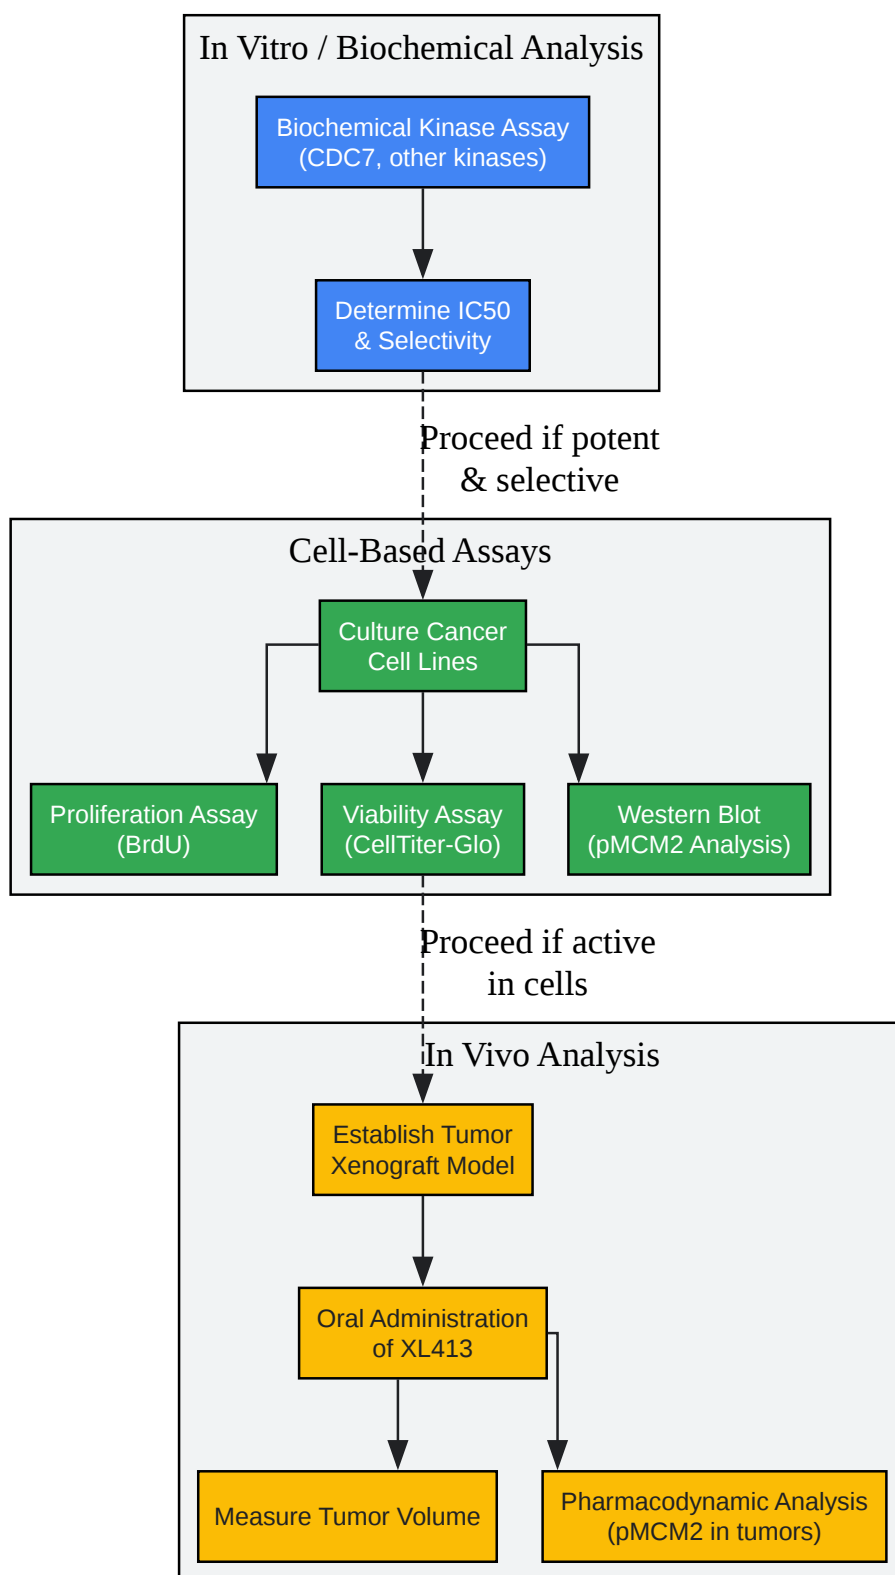 In Vitro / Biochemical Analysis
Biochemical Kinase Assay
(CDC7, other kinases)
Determine IC50
& Selectivity
Proceed if potent
& selective
Cell-Based Assays
Culture Cancer
Cell Lines
Proliferation Assay
(BrdU)
Viability Assay
(CellTiter-Glo)
Western Blot
(pMCM2 Analysis)
Proceed if active
in cells
In Vivo Analysis
Establish Tumor
Xenograft Model
Oral Administration
of XL413
Measure Tumor Volume
Pharmacodynamic Analysis
(pMCM2 in tumors)